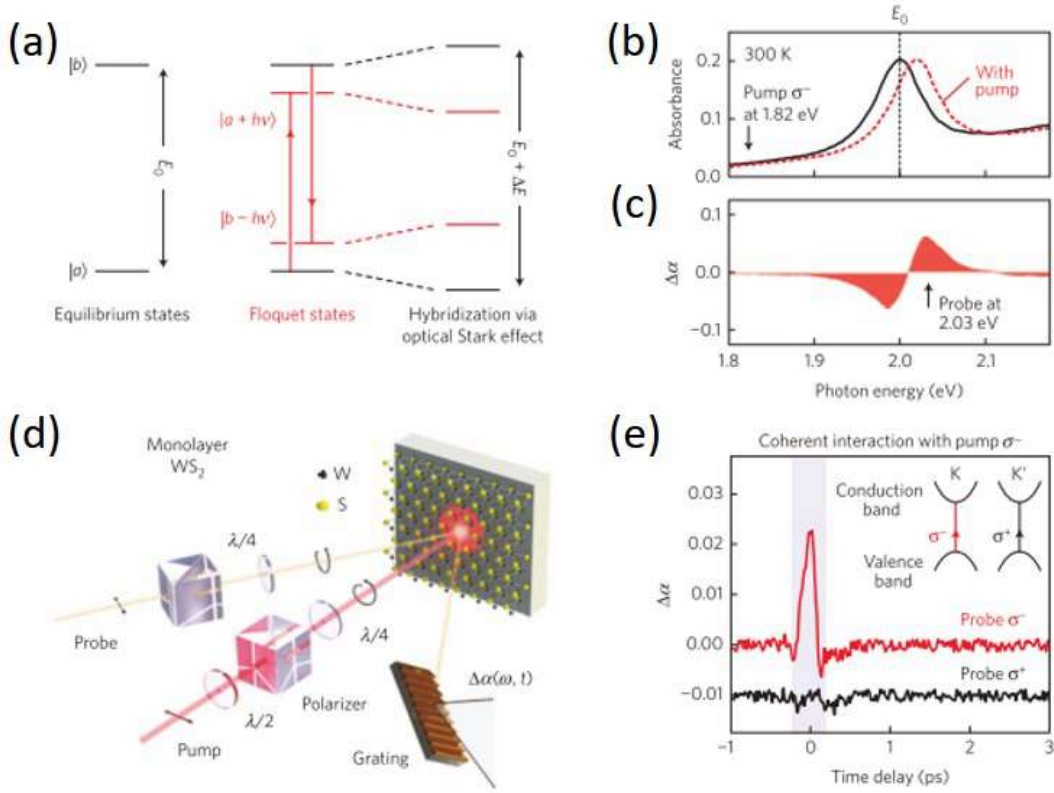 (a)
|b⟩
|a + hν⟩
E₀
E₀ + ΔE
|b − hν⟩
|a⟩
Equilibrium states
Floquet states
Hybridization via
optical Stark effect
(b)
E₀
300 K
Pump σ⁻
at 1.82 eV
With
pump
Absorbance
0.2
0.1
0.0
(c)
0.1
0.0
−0.1
Δα
Probe at
2.03 eV
1.8
1.9
2.0
2.1
Photon energy (eV)
(d)
Monolayer
WS₂
W
S
λ/4
Probe
λ/4
Polarizer
λ/2
Pump
Δα(ω, t)
Grating
(e)
Coherent interaction with pump σ⁻
K
K'
Conduction
band
σ⁻
σ⁺
Valence
band
0.03
0.02
0.01
0.00
−0.01
Δα
Probe σ⁻
Probe σ⁺
−1
0
1
2
3
Time delay (ps)